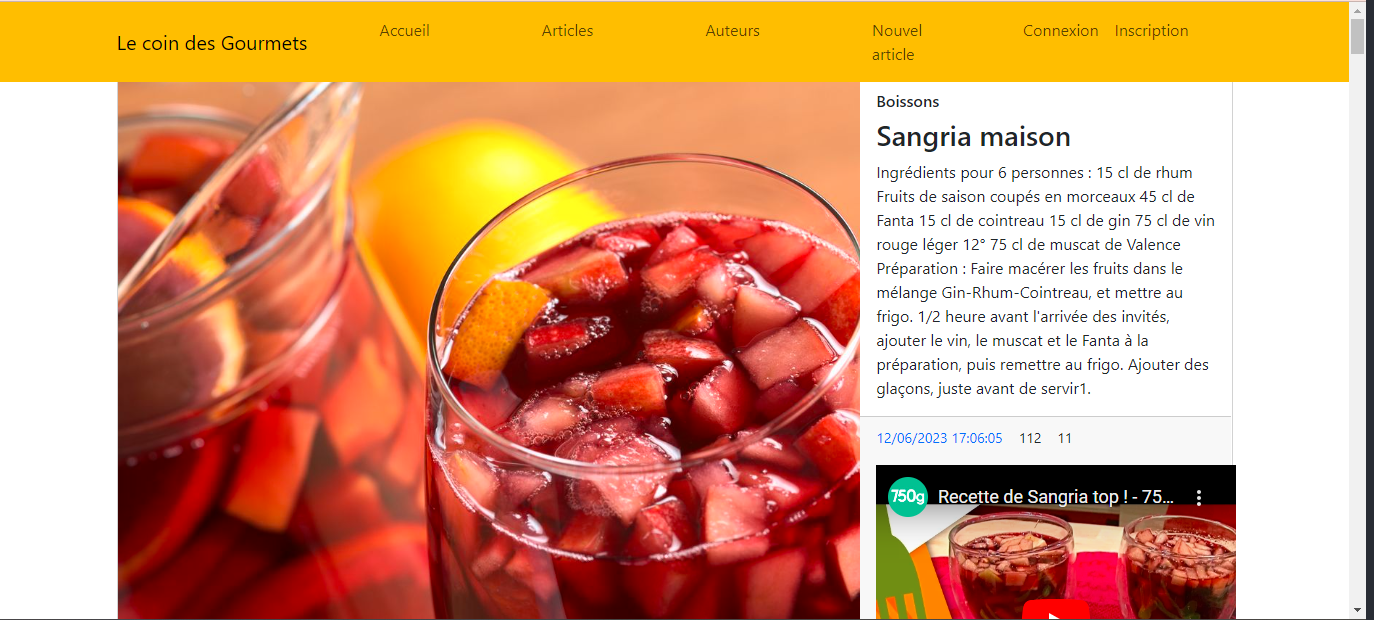 Le coin des Gourmets
Accueil
Articles
Auteurs
Nouvel
article
Connexion
Inscription
Boissons
Sangria maison
Ingrédients pour 6 personnes : 15 cl de rhum
Fruits de saison coupés en morceaux 45 cl de
Fanta 15 cl de cointreau 15 cl de gin 75 cl de vin
rouge léger 12° 75 cl de muscat de Valence
Préparation : Faire macérer les fruits dans le
mélange Gin-Rhum-Cointreau, et mettre au
frigo. 1/2 heure avant l'arrivée des invités,
ajouter le vin, le muscat et le Fanta à la
préparation, puis remettre au frigo. Ajouter des
glaçons, juste avant de servir1.
12/06/2023 17:06:05 112 11
750g Recette de Sangria top ! - 75...